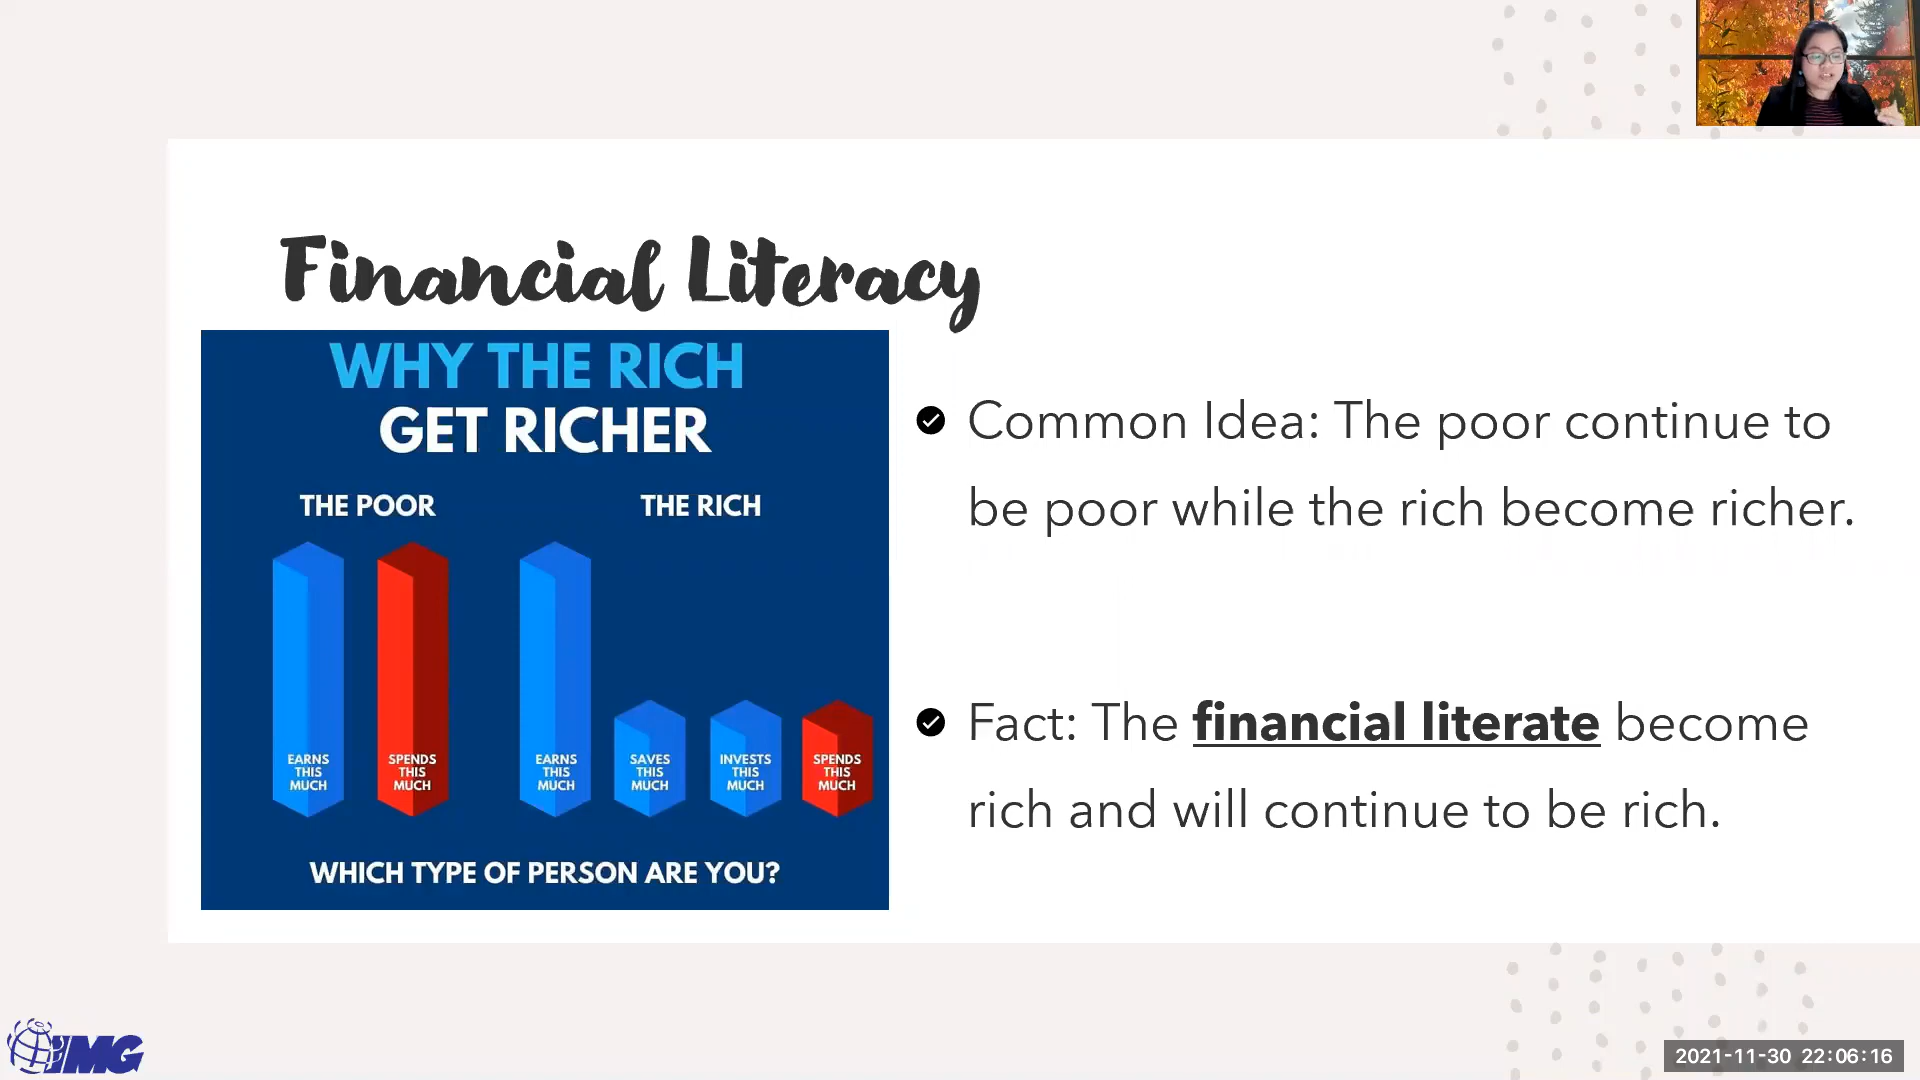 Financial Literacy
WHY THE RICH
GET RICHER
THE POOR
THE RICH
EARNS
THIS
MUCH
SPENDS
THIS
MUCH
EARNS
THIS
MUCH
SAVES
THIS
MUCH
INVESTS
THIS
MUCH
SPENDS
THIS
MUCH
WHICH TYPE OF PERSON ARE YOU?
Common Idea: The poor continue to
be poor while the rich become richer.
Fact: The financial literate become
rich and will continue to be rich.
IMG
2021-11-30 22:06:16